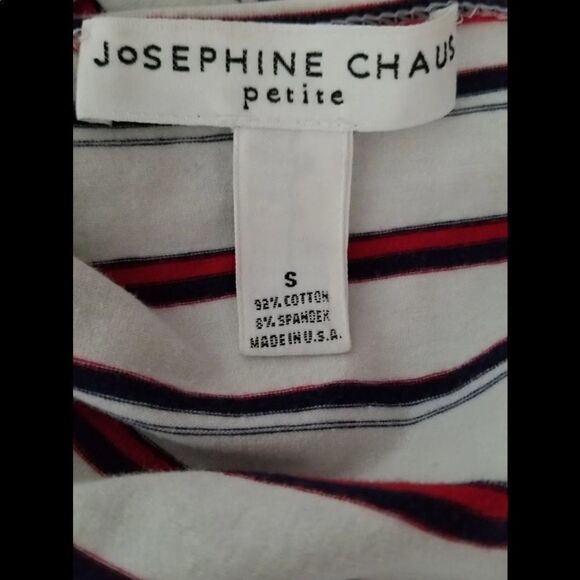 JoSEPHINE CHAUS
petite
S
92% COTTON
8% SPANDEX
MADE IN U.S.A.